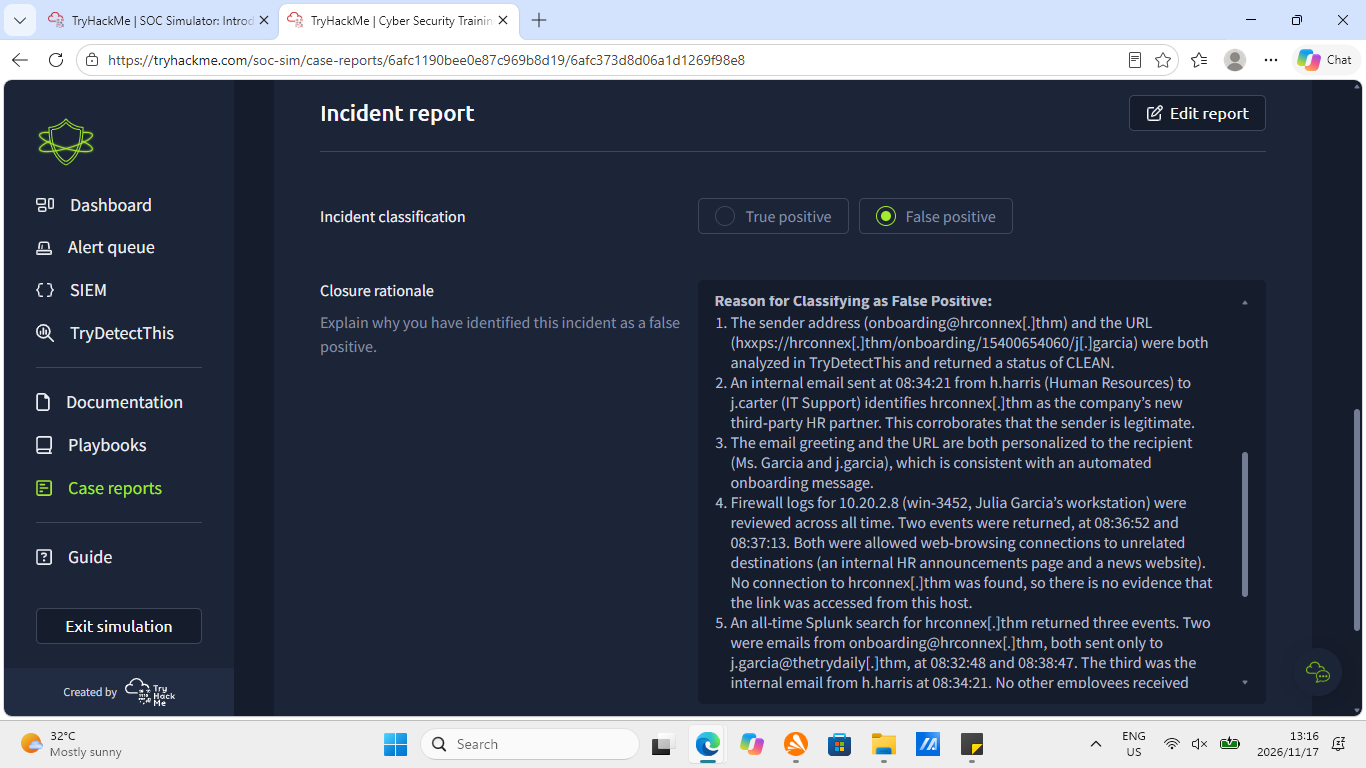 TryHackMe | SOC Simulator: Introd
TryHackMe | Cyber Security Trainin
https://tryhackme.com/soc-sim/case-reports/6afc1190bee0e87c969b8d19/6afc373d8d06a1d1269f98e8
Chat
Dashboard
Alert queue
SIEM
TryDetectThis
Documentation
Playbooks
Case reports
Guide
Exit simulation
Created by
Try
Hack
Me
Incident report
Edit report
Incident classification
True positive
False positive
Closure rationale
Explain why you have identified this incident as a false
positive.
Reason for Classifying as False Positive:
1. The sender address (onboarding@hrconnex[.]thm) and the URL
(hxxps://hrconnex[.]thm/onboarding/15400654060/j[.]garcia) were both
analyzed in TryDetectThis and returned a status of CLEAN.
2. An internal email sent at 08:34:21 from h.harris (Human Resources) to
j.carter (IT Support) identifies hrconnex[.]thm as the company’s new
third-party HR partner. This corroborates that the sender is legitimate.
3. The email greeting and the URL are both personalized to the recipient
(Ms. Garcia and j.garcia), which is consistent with an automated
onboarding message.
4. Firewall logs for 10.20.2.8 (win-3452, Julia Garcia’s workstation) were
reviewed across all time. Two events were returned, at 08:36:52 and
08:37:13. Both were allowed web-browsing connections to unrelated
destinations (an internal HR announcements page and a news website).
No connection to hrconnex[.]thm was found, so there is no evidence that
the link was accessed from this host.
5. An all-time Splunk search for hrconnex[.]thm returned three events. Two
were emails from onboarding@hrconnex[.]thm, both sent only to
j.garcia@thetrydaily[.]thm, at 08:32:48 and 08:38:47. The third was the
internal email from h.harris at 08:34:21. No other employees received
32°C
Mostly sunny
Search
ENG
US
13:16
2026/11/17